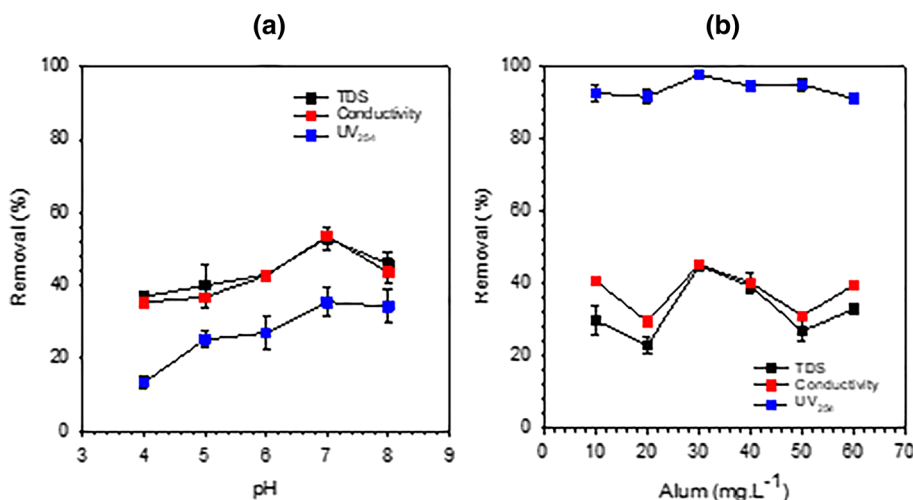 (a)
(b)
100
80
60
40
20
0
Removal (%)
TDS
Conductivity
UV254
3 4 5 6 7 8 9
pH
100
80
60
40
20
0
Removal (%)
TDS
Conductivity
UV254
0 10 20 30 40 50 60 70
Alum (mg.L-1)